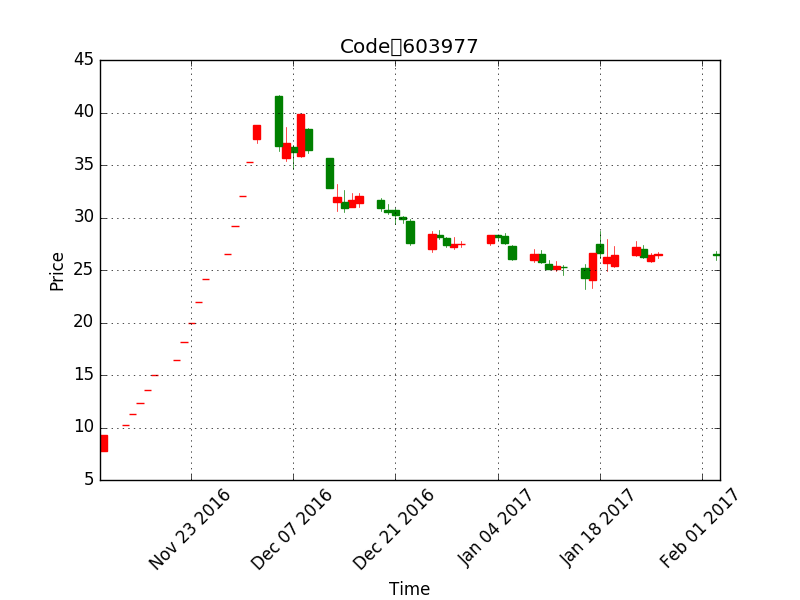 Code▯603977
45
40
35
30
25
20
15
10
5
Price
Nov 23 2016
Dec 07 2016
Dec 21 2016
Jan 04 2017
Jan 18 2017
Feb 01 2017
Time